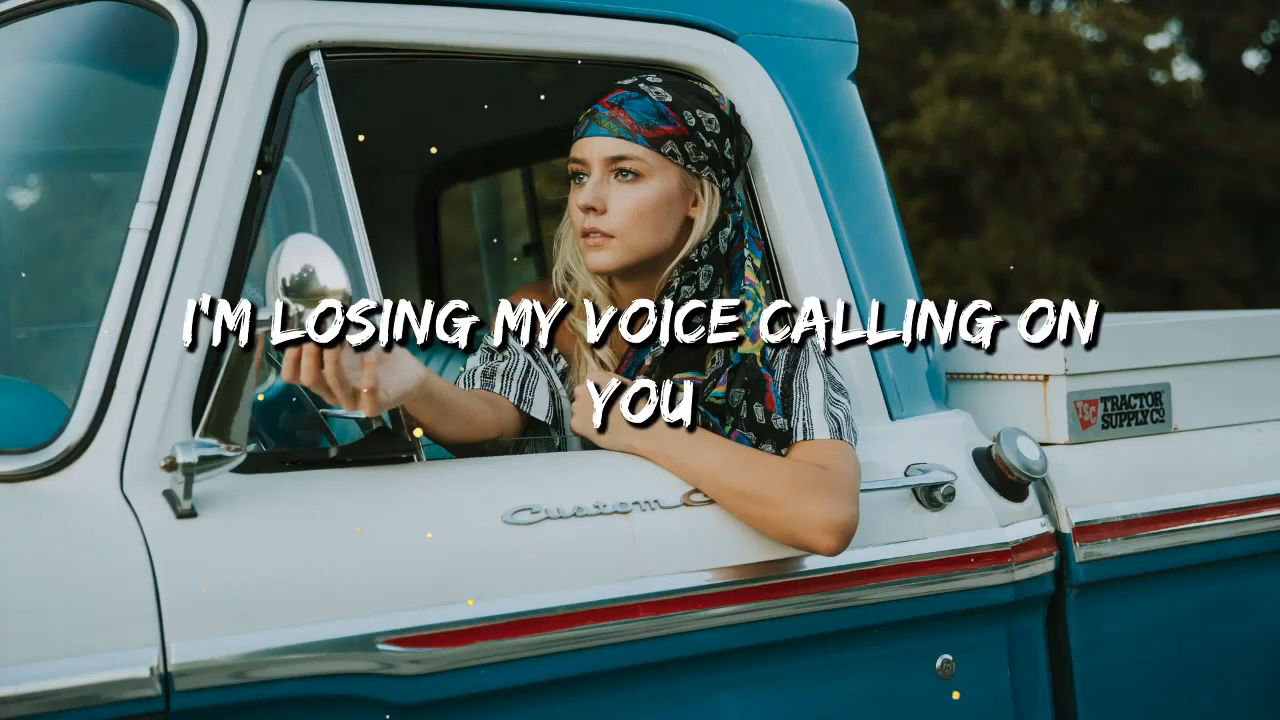 I'M LOSING MY VOICE CALLING ON
YOU
TSC TRACTOR
SUPPLY CO
Custom